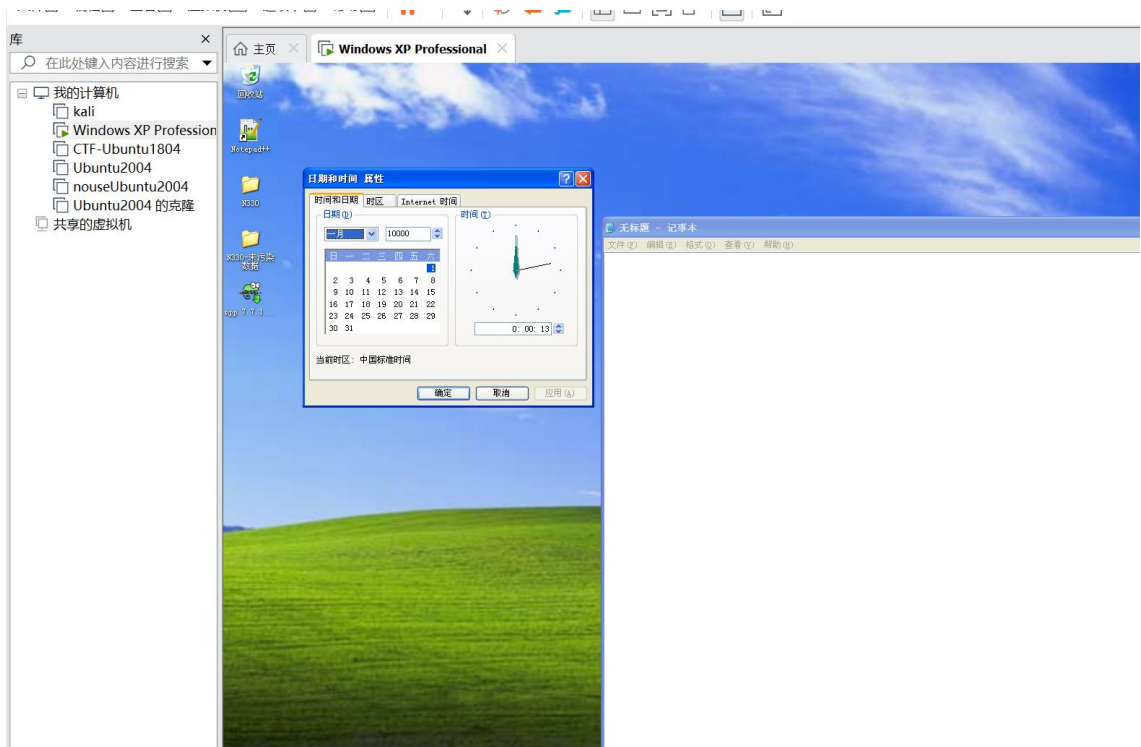 库
主页
Windows XP Professional
在此处键入内容进行搜索
我的计算机
kali
Windows XP Profession
CTF-Ubuntu1804
Ubuntu2004
nouseUbuntu2004
Ubuntu2004 的克隆
共享的虚拟机
回收站
Notepad++
日期和时间 属性
时间和日期 时区 Internet 时间
日期(D) 时间(T)
一月 10000
日 一 二 三 四 五 六
1
2 3 4 5 6 7 8
9 10 11 12 13 14 15
16 17 18 19 20 21 22
23 24 25 26 27 28 29
30 31
0: 00: 13
当前时区: 中国标准时间
确定 取消 应用(A)
无标题 - 记事本
文件(F) 编辑(E) 格式(O) 查看(V) 帮助(H)